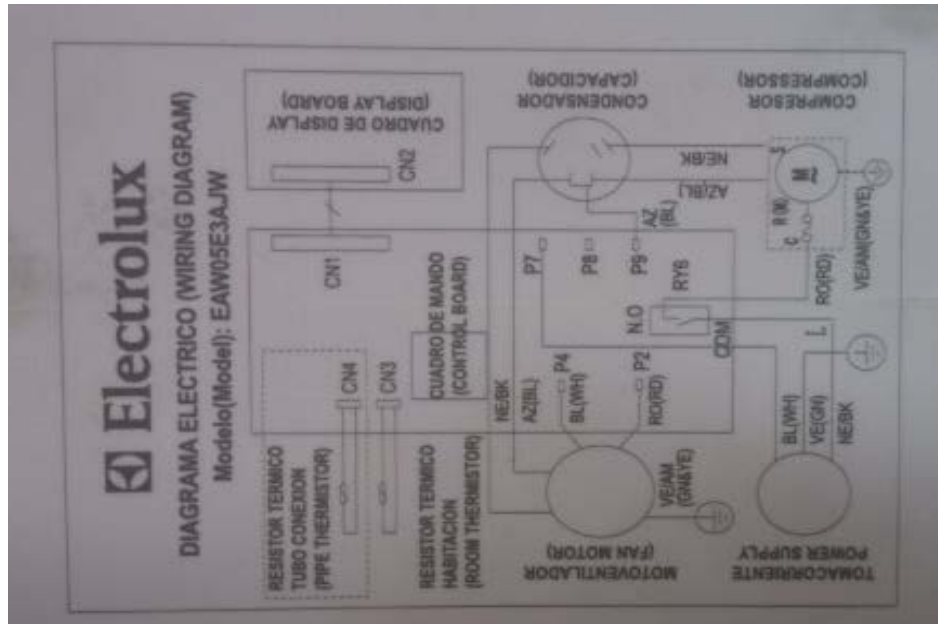 Electrolux
DIAGRAMA ELECTRICO (WIRING DIAGRAM)
Modelo(Model): EAW05E3AJW
CUADRO DE DISPLAY
(DISPLAY BOARD)
CN2
CN1
RESISTOR TERMICO
TUBO CONEXION
(PIPE THERMISTOR)
CN4
CN3
RESISTOR TERMICO
HABITACION
(ROOM THERMISTOR)
CUADRO DE MANDO
(CONTROL BOARD)
CONDENSADOR
(CAPACIDOR)
COMPRESOR
(COMPRESSOR)
NE/BK
AZ(BL)
AZ
(BL)
S
R (M)
C
M~
VE/AM(GN&YE)
RO(RD)
P7
P8
P9
RY6
N.O
COM
L
NE/BK
AZ(BL)
BL(WH)
P4
RO(RD)
P2
VE/AM
(GN&YE)
MOTOVENTILADOR
(FAN MOTOR)
BL(WH)
VE(GN)
NE/BK
TOMACORRIENTE
POWER SUPPLY